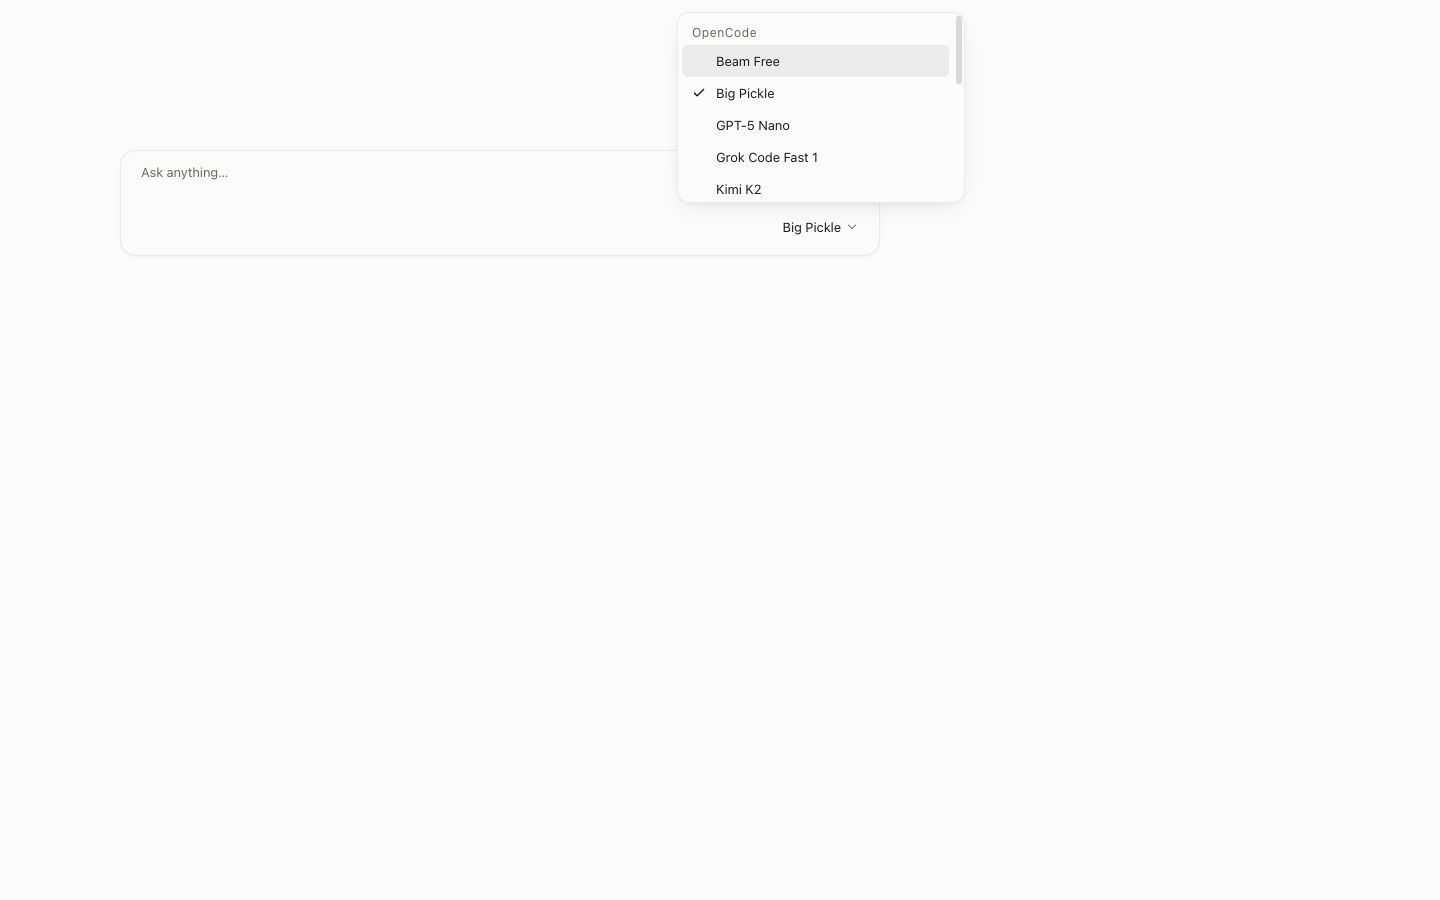 OpenCode
Beam Free
Big Pickle
GPT-5 Nano
Grok Code Fast 1
Kimi K2
Ask anything...
Big Pickle